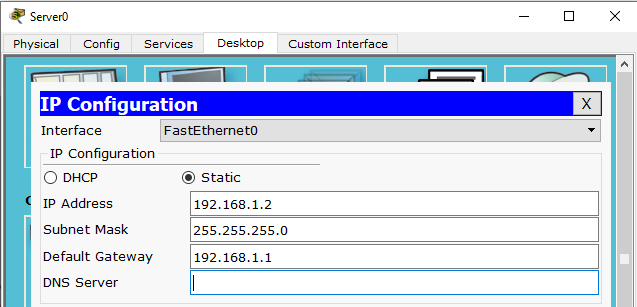 Server0
Physical Config Services Desktop Custom Interface
IP Configuration X
Interface FastEthernet0
IP Configuration
DHCP Static
IP Address 192.168.1.2
Subnet Mask 255.255.255.0
Default Gateway 192.168.1.1
DNS Server